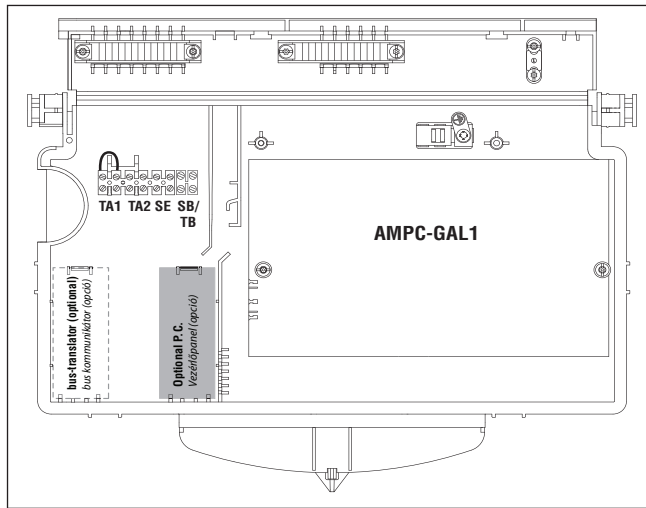 TA1 TA2 SE SB/
TB
AMPC-GAL1
bus-translator (optional)
bus kommunikátor (opció)
Optional P.C.
Vezérlőpanel (opció)